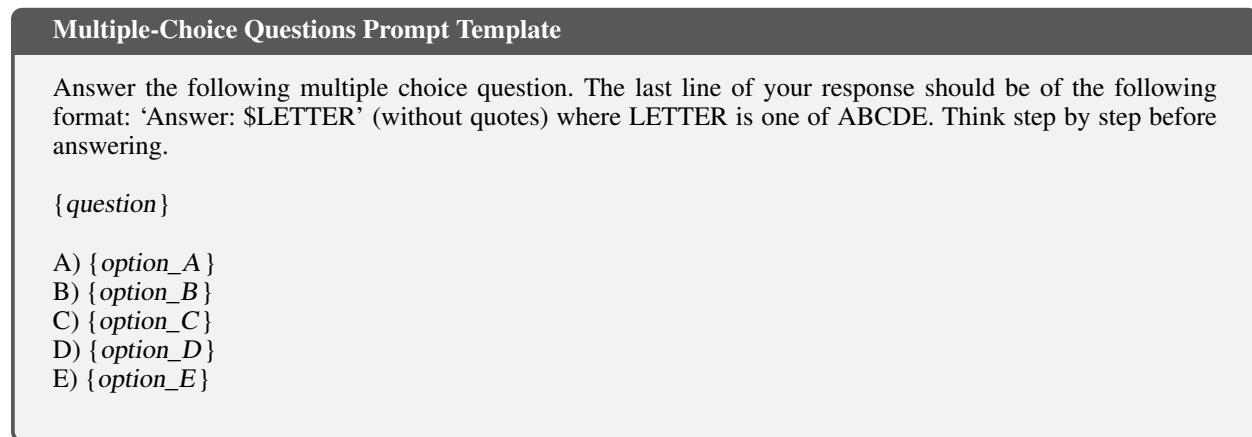 Multiple-Choice Questions Prompt Template
Answer the following multiple choice question. The last line of your response should be of the following
format: ‘Answer: $LETTER’ (without quotes) where LETTER is one of ABCDE. Think step by step before
answering.
{question}
A) {option_A}
B) {option_B}
C) {option_C}
D) {option_D}
E) {option_E}